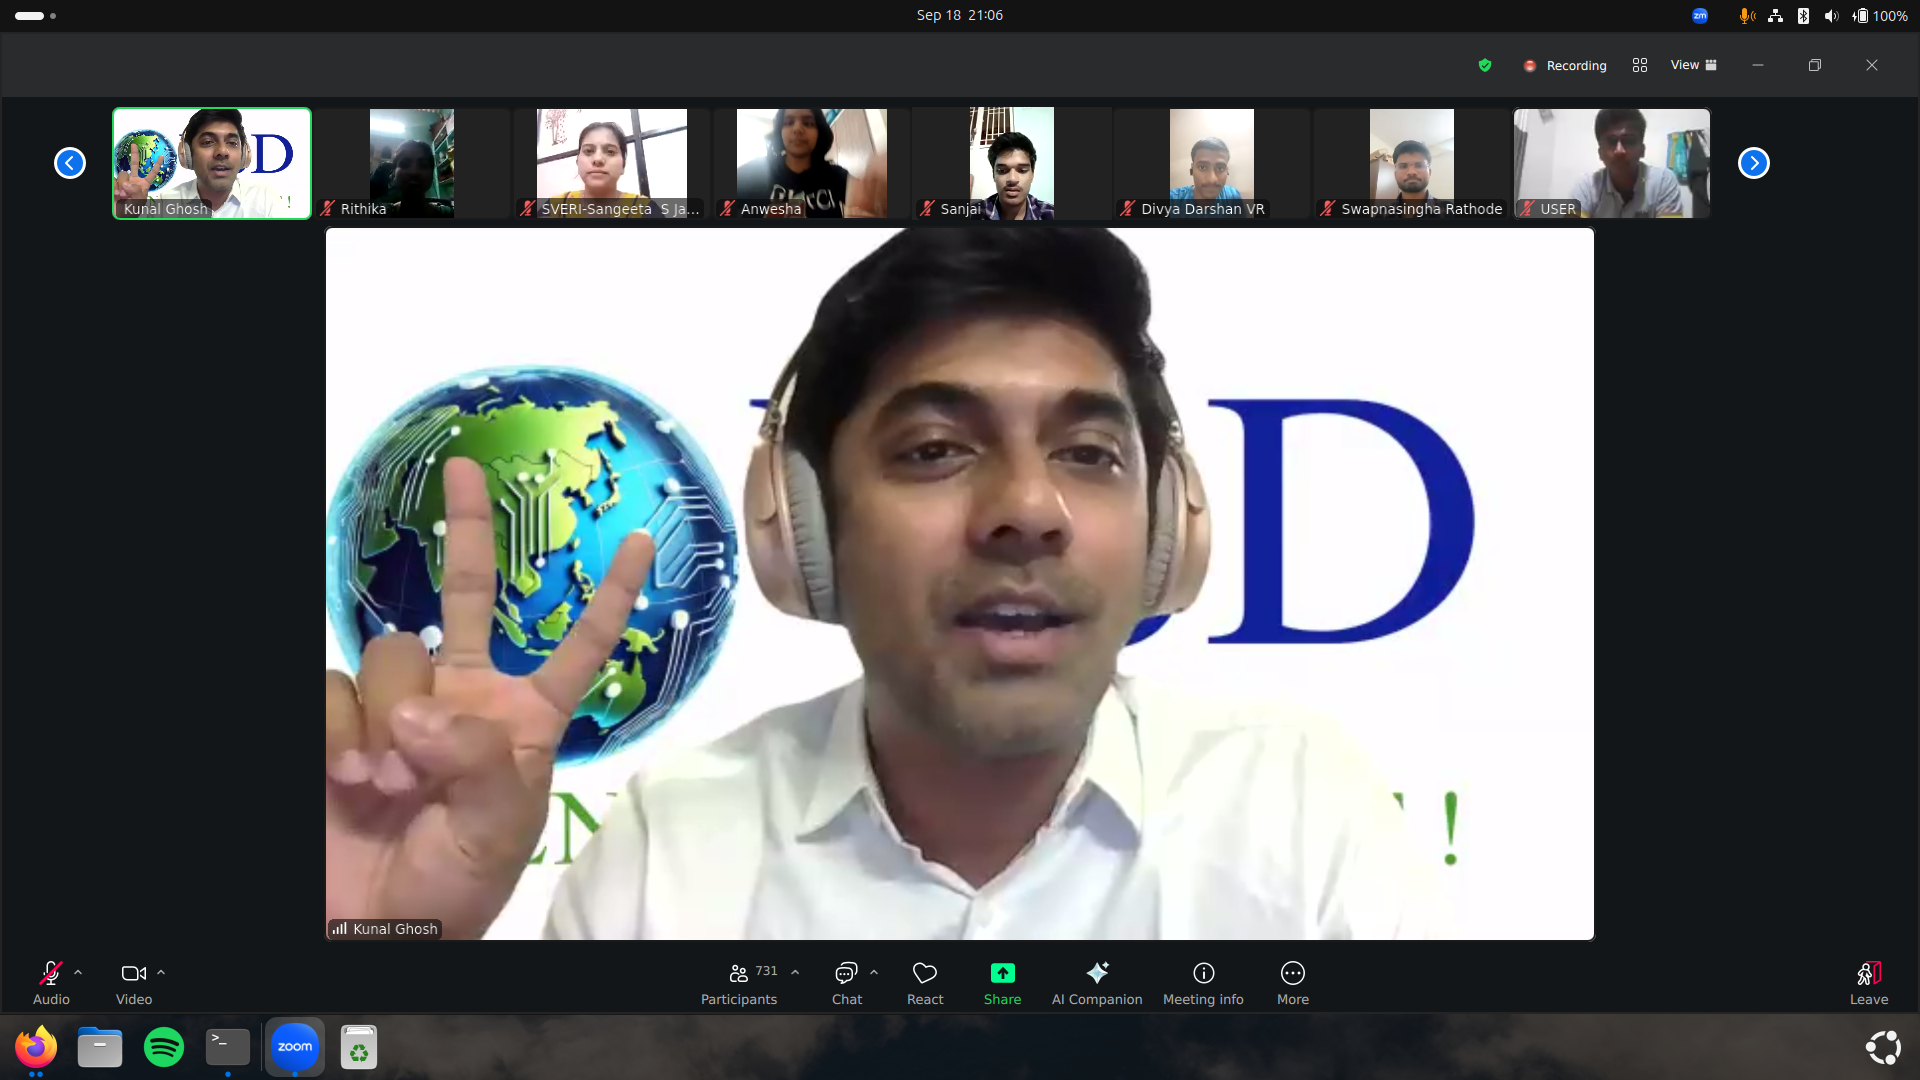 Sep 18 21:06
zm
100%
Recording
View
Kunal Ghosh
Rithika
SVERI-Sangeeta S Ja...
Anwesha
Sanjai
Divya Darshan VR
Swapnasingha Rathode
USER
D
D
N
!
Kunal Ghosh
731
Audio
Video
Participants
Chat
React
Share
AI Companion
Meeting info
More
Leave
zoom